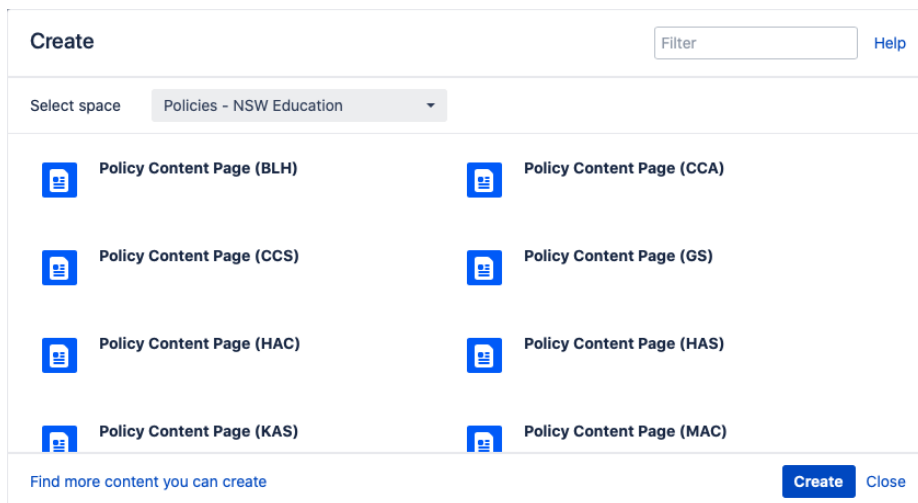 Create
Filter
Help
Select space
Policies - NSW Education
Policy Content Page (BLH)
Policy Content Page (CCA)
Policy Content Page (CCS)
Policy Content Page (GS)
Policy Content Page (HAC)
Policy Content Page (HAS)
Policy Content Page (KAS)
Policy Content Page (MAC)
Find more content you can create
Create
Close